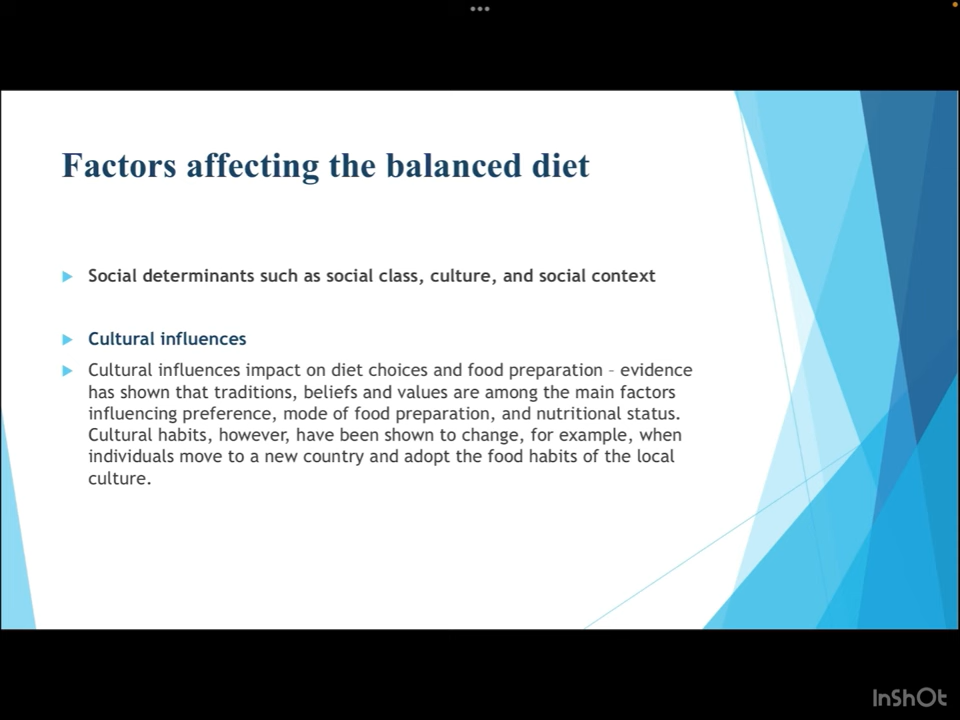 Factors affecting the balanced diet
Social determinants such as social class, culture, and social context
Cultural influences
Cultural influences impact on diet choices and food preparation – evidence
has shown that traditions, beliefs and values are among the main factors
influencing preference, mode of food preparation, and nutritional status.
Cultural habits, however, have been shown to change, for example, when
individuals move to a new country and adopt the food habits of the local
culture.
InShOt